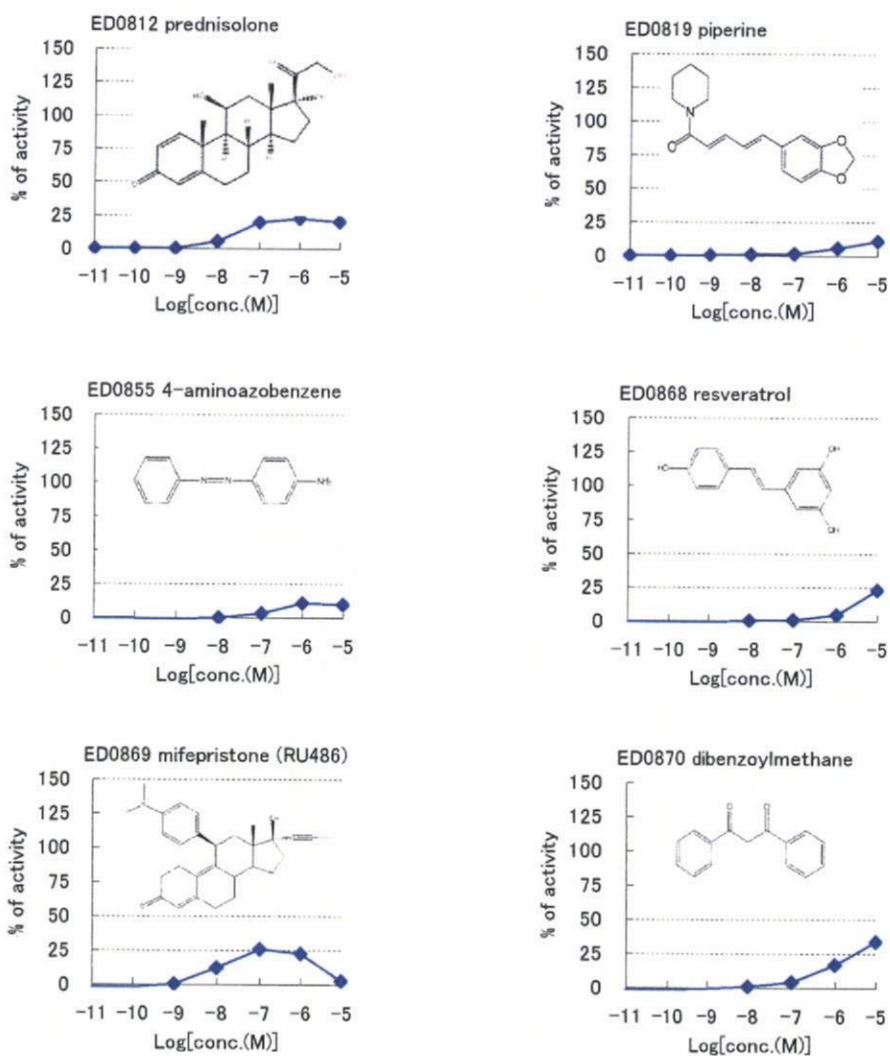 ED0812 prednisolone
% of activity
150
125
100
75
50
25
0
-11 -10 -9 -8 -7 -6 -5
Log[conc.(M)]
ED0819 piperine
% of activity
150
125
100
75
50
25
0
N
O
O
O
-11 -10 -9 -8 -7 -6 -5
Log[conc.(M)]
ED0855 4-aminoazobenzene
% of activity
150
125
100
75
50
25
0
N N NH₂
-11 -10 -9 -8 -7 -6 -5
Log[conc.(M)]
ED0868 resveratrol
% of activity
150
125
100
75
50
25
0
OH
HO
OH
-11 -10 -9 -8 -7 -6 -5
Log[conc.(M)]
ED0869 mifepristone (RU486)
% of activity
150
125
100
75
50
25
0
-11 -10 -9 -8 -7 -6 -5
Log[conc.(M)]
ED0870 dibenzoylmethane
% of activity
150
125
100
75
50
25
0
O O
-11 -10 -9 -8 -7 -6 -5
Log[conc.(M)]